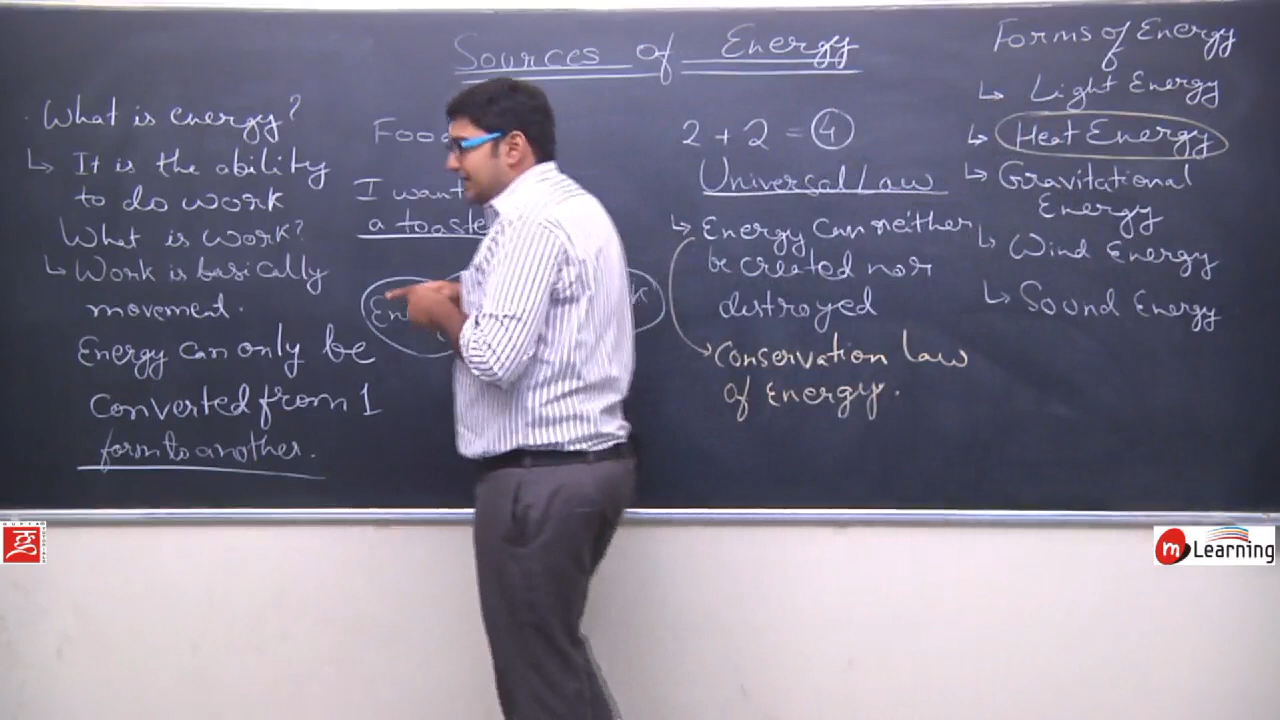 Sources of Energy
What is energy?
↳ It is the ability
to do work
What is work?
↳ Work is basically
movement.
Energy can only be
converted from 1
form to another.
I want
2 + 2 = 4
Universal Law
↳ Energy can neither
be created nor
destroyed
Conservation law
of energy.
Forms of Energy
↳ Light Energy
↳ Heat Energy
↳ Gravitational
Energy
↳ Wind Energy
↳ Sound Energy
m Learning